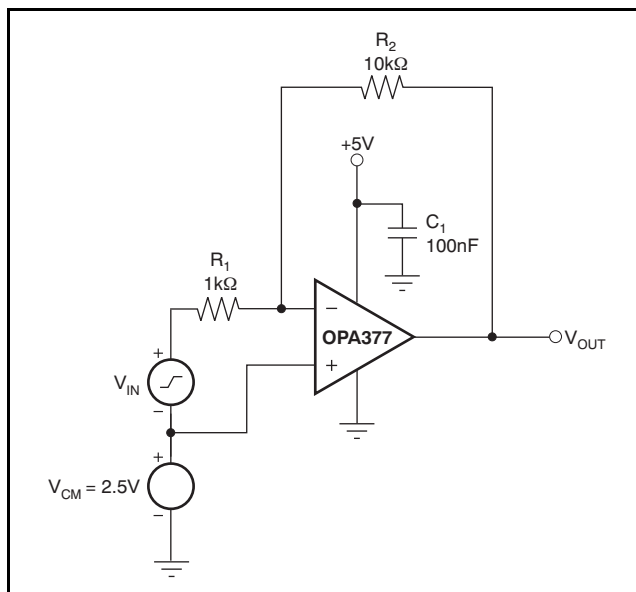 R2
10kΩ
+5V
C1
100nF
R1
1kΩ
−
OPA377
+
VOUT
+
VIN
−
+
VCM = 2.5V
−